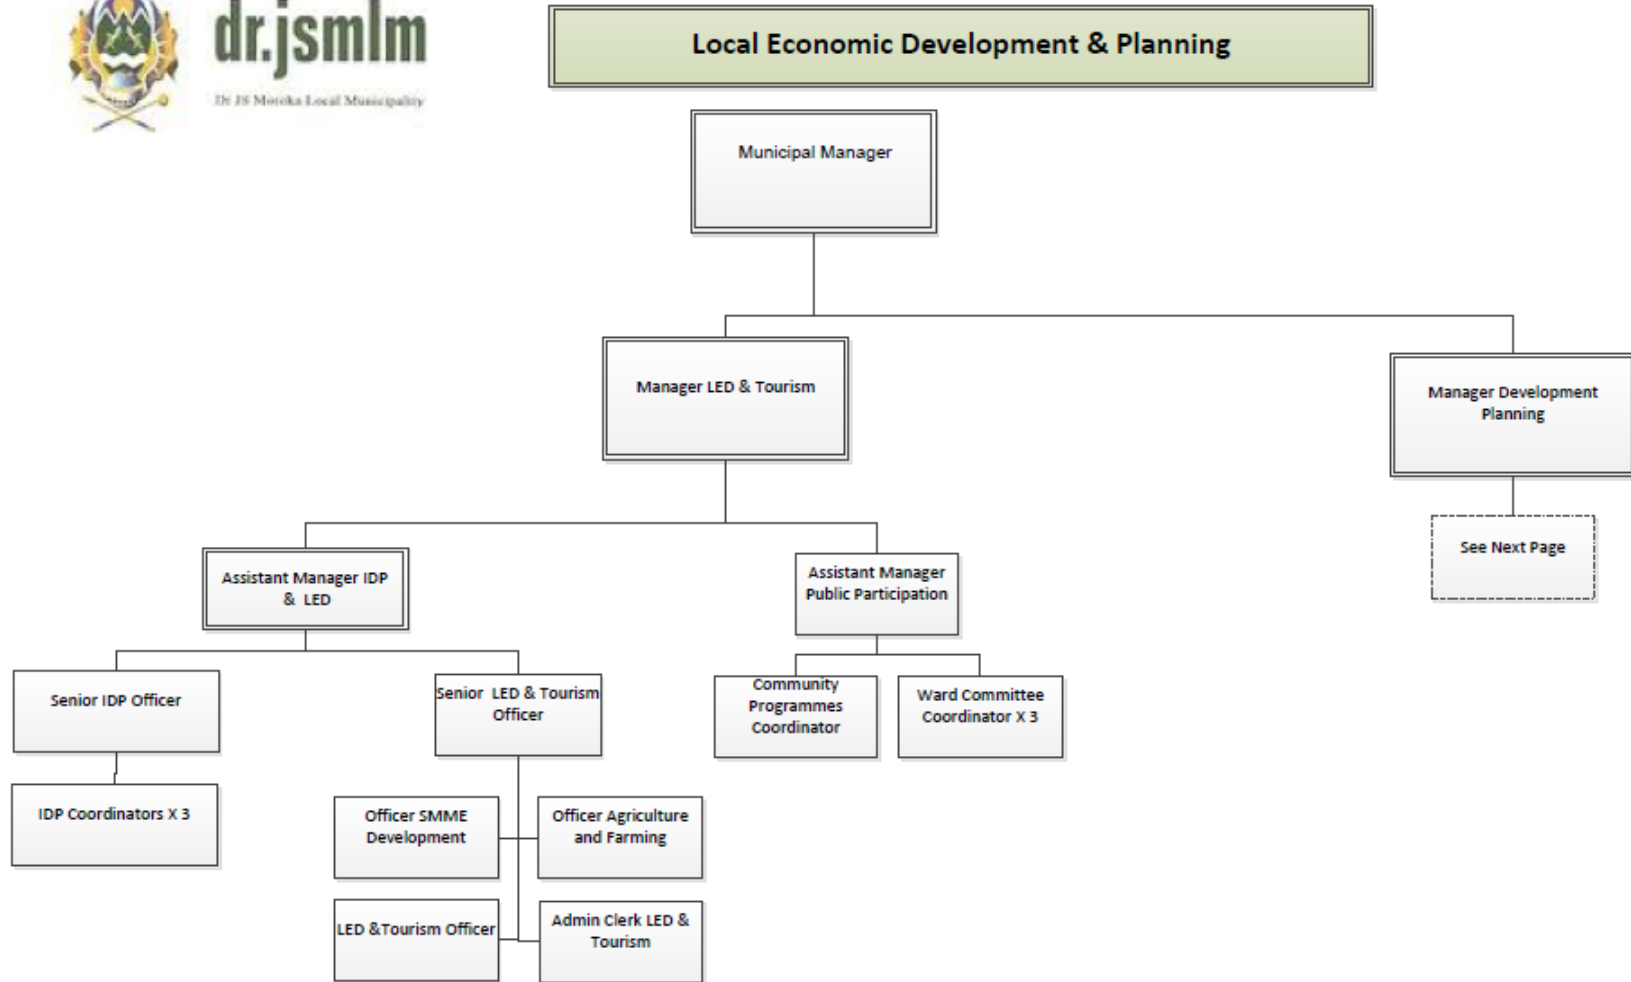 dr.jsmlm
Dr JS Moroka Local Municipality
Local Economic Development & Planning
Municipal Manager
Manager LED & Tourism
Manager Development
Planning
See Next Page
Assistant Manager IDP
& LED
Assistant Manager
Public Participation
Senior IDP Officer
Senior LED & Tourism
Officer
Community
Programmes
Coordinator
Ward Committee
Coordinator X 3
IDP Coordinators X 3
Officer SMME
Development
Officer Agriculture
and Farming
LED &Tourism Officer
Admin Clerk LED &
Tourism